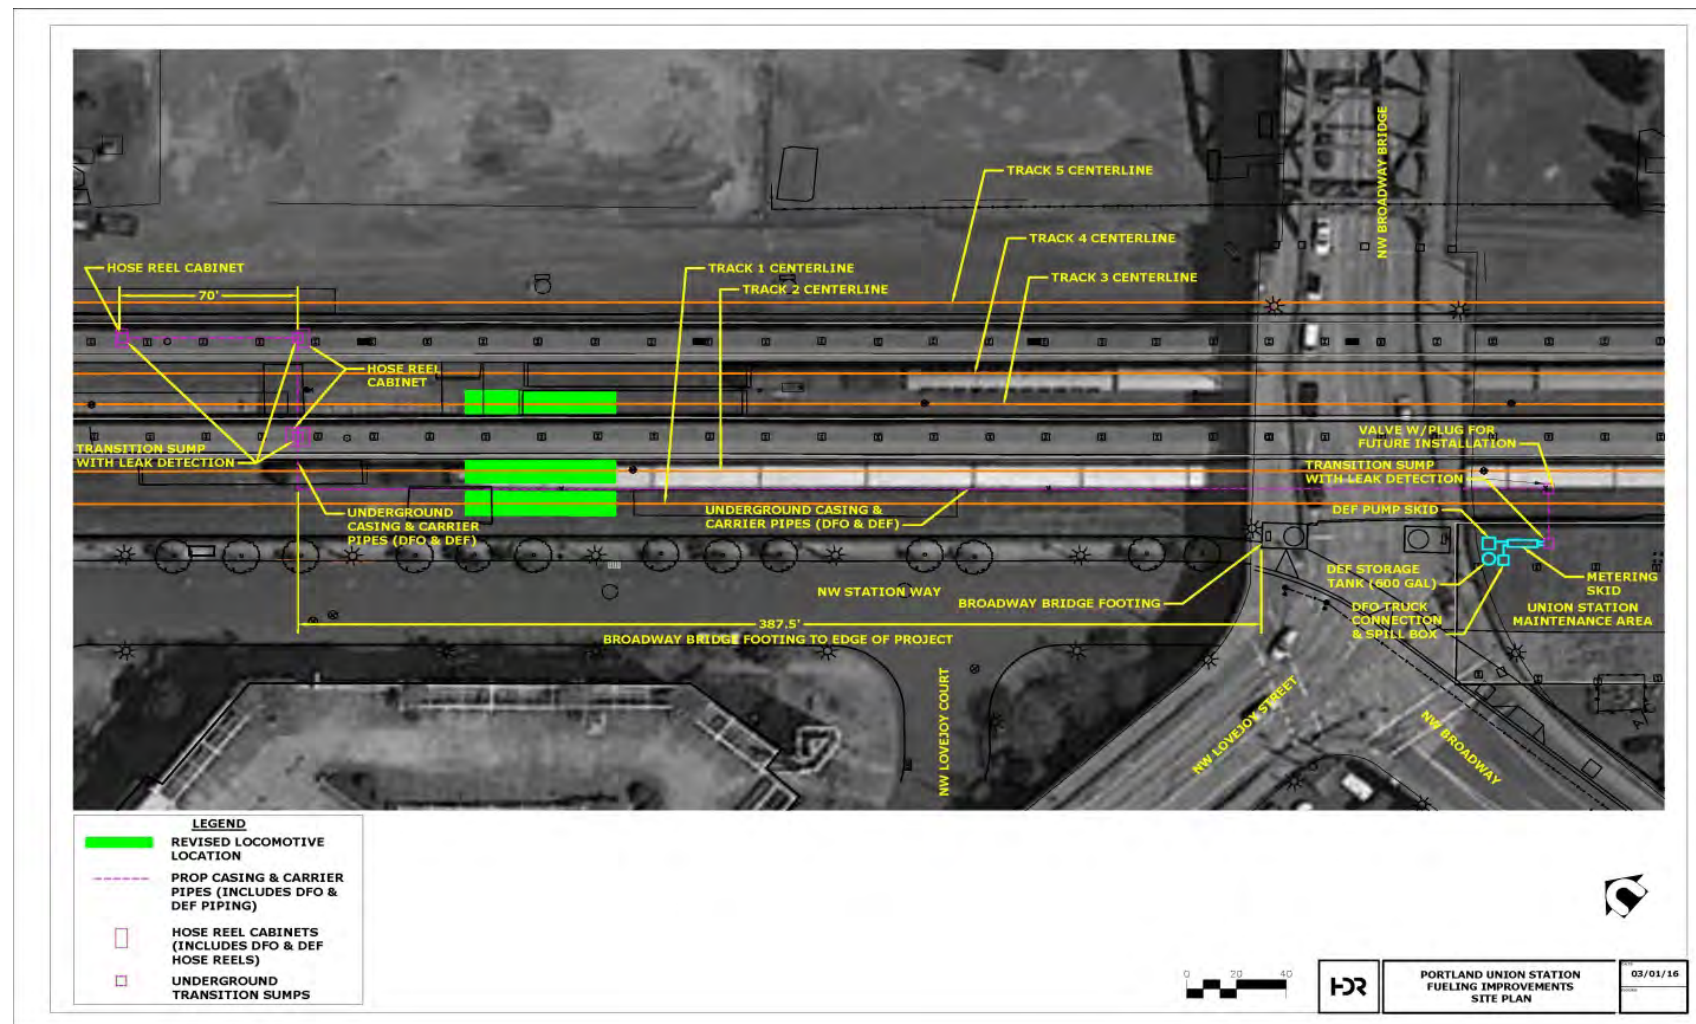 TRACK 5 CENTERLINE
NW BROADWAY BRIDGE
TRACK 4 CENTERLINE
HOSE REEL CABINET
TRACK 1 CENTERLINE
TRACK 3 CENTERLINE
TRACK 2 CENTERLINE
70'
HOSE REEL
CABINET
TRANSITION SUMP
WITH LEAK DETECTION
VALVE W/PLUG FOR
FUTURE INSTALLATION
TRANSITION SUMP
WITH LEAK DETECTION
UNDERGROUND
CASING & CARRIER
PIPES (DFO & DEF)
UNDERGROUND CASING &
CARRIER PIPES (DFO & DEF)
DEF PUMP SKID
DEF STORAGE
TANK (600 GAL)
METERING
SKID
NW STATION WAY
BROADWAY BRIDGE FOOTING
DFO TRUCK
CONNECTION
& SPILL BOX
UNION STATION
MAINTENANCE AREA
387.5'
BROADWAY BRIDGE FOOTING TO EDGE OF PROJECT
NW LOVEJOY COURT
NW LOVEJOY STREET
NW BROADWAY
LEGEND
REVISED LOCOMOTIVE
LOCATION
PROP CASING & CARRIER
PIPES (INCLUDES DFO &
DEF PIPING)
HOSE REEL CABINETS
(INCLUDES DFO & DEF
HOSE REELS)
UNDERGROUND
TRANSITION SUMPS
0 20 40
HDR
PORTLAND UNION STATION
FUELING IMPROVEMENTS
SITE PLAN
03/01/16